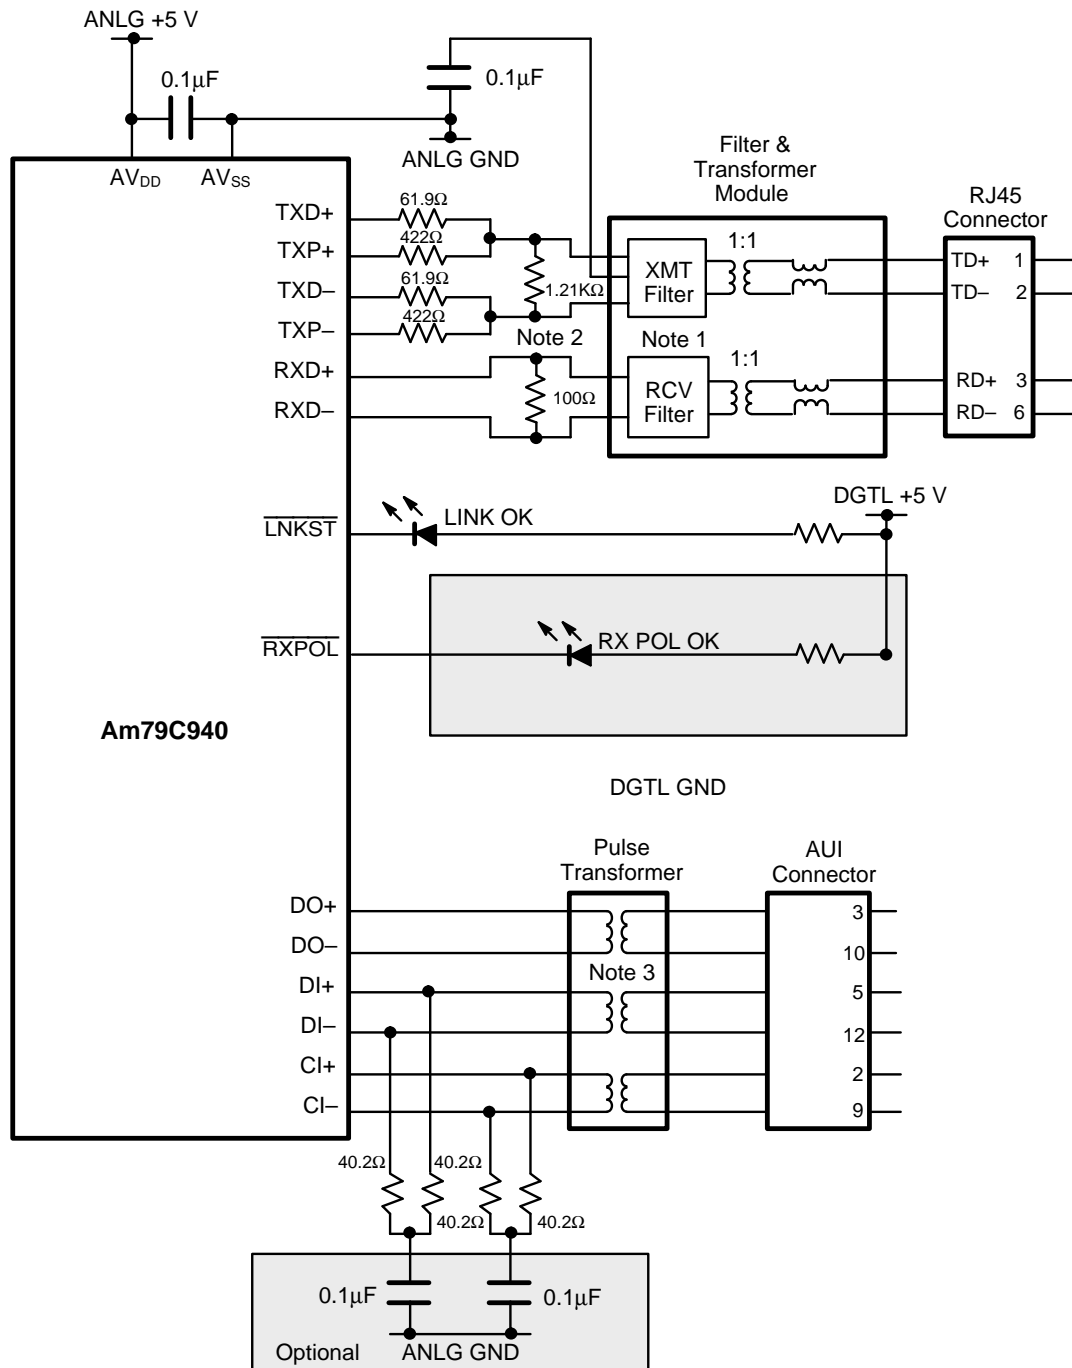 ANLG +5 V
0.1µF
0.1µF
ANLG GND
Filter &
Transformer
Module
RJ45
Connector
AVDD
AVSS
TXD+
61.9Ω
TXP+
422Ω
TXD–
61.9Ω
TXP–
422Ω
1.21KΩ
XMT
Filter
1:1
TD+
1
TD–
2
Note 2
Note 1
RXD+
RXD–
100Ω
RCV
Filter
1:1
RD+
3
RD–
6
DGTL +5 V
LNKST
LINK OK
RXPOL
RX POL OK
Am79C940
DGTL GND
Pulse
Transformer
AUI
Connector
DO+
3
DO–
10
Note 3
DI+
5
DI–
12
CI+
2
CI–
9
40.2Ω
40.2Ω
40.2Ω
40.2Ω
0.1µF
0.1µF
Optional
ANLG GND